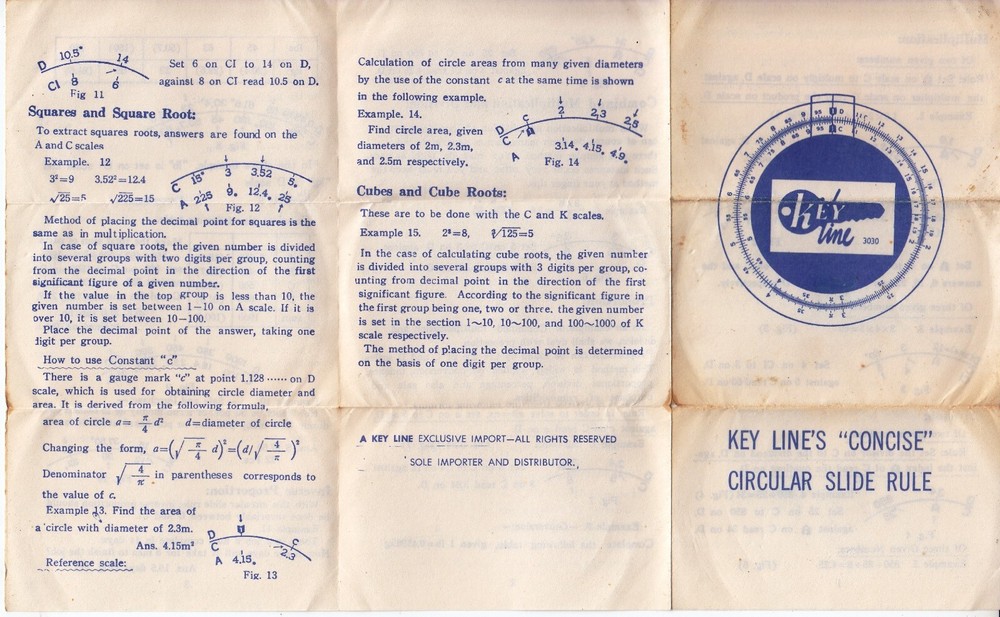 D 10.5° 14
CI 8 6
Fig 11
Set 6 on CI to 14 on D,
against 8 on CI read 10.5 on D.
Squares and Square Root:
To extract squares roots, answers are found on the
A and C scales
Example. 12
3²=9 3.52²=12.4
√25=5 √225=15
C 15° 3 3.52 5.
A 225 9. 12.4. 25
Fig. 12
Method of placing the decimal point for squares is the
same as in multiplication.
In case of square roots, the given number is divided
into several groups with two digits per group, counting
from the decimal point in the direction of the first
significant figure of a given number.
If the value in the top group is less than 10, the
given number is set between 1—10 on A scale. If it is
over 10, it is set between 10—100.
Place the decimal point of the answer, taking one
digit per group.
How to use Constant "c"
There is a gauge mark "c" at point 1.128 ······ on D
scale, which is used for obtaining circle diameter and
area. It is derived from the following formula,
area of circle a= π/4 d² d=diameter of circle
Changing the form, a=(√π/4 d)²=(d/√4/π)²
Denominator √4/π in parentheses corresponds to
the value of c.
Example 13. Find the area of
a circle with diameter of 2.3m.
Ans. 4.15m²
D C c
A 4.15. 2.3
Fig. 13
Reference scale:
Calculation of circle areas from many given diameters
by the use of the constant c at the same time is shown
in the following example.
Example. 14.
Find circle area, given
diameters of 2m, 2.3m,
and 2.5m respectively.
D c 2 2.3 2.5
C
A 3.14. 4.15. 4.9.
Fig. 14
Cubes and Cube Roots:
These are to be done with the C and K scales.
Example 15. 2³=8, ∛125=5
In the case of calculating cube roots, the given number
is divided into several groups with 3 digits per group, co-
unting from decimal point in the direction of the first
significant figure. According to the significant figure in
the first group being one, two or three. the given number
is set in the section 1~10, 10~100, and 100~1000 of K
scale respectively.
The method of placing the decimal point is determined
on the basis of one digit per group.
A KEY LINE EXCLUSIVE IMPORT—ALL RIGHTS RESERVED
SOLE IMPORTER AND DISTRIBUTOR.
KEY
line
3030
KEY LINE'S "CONCISE"
CIRCULAR SLIDE RULE